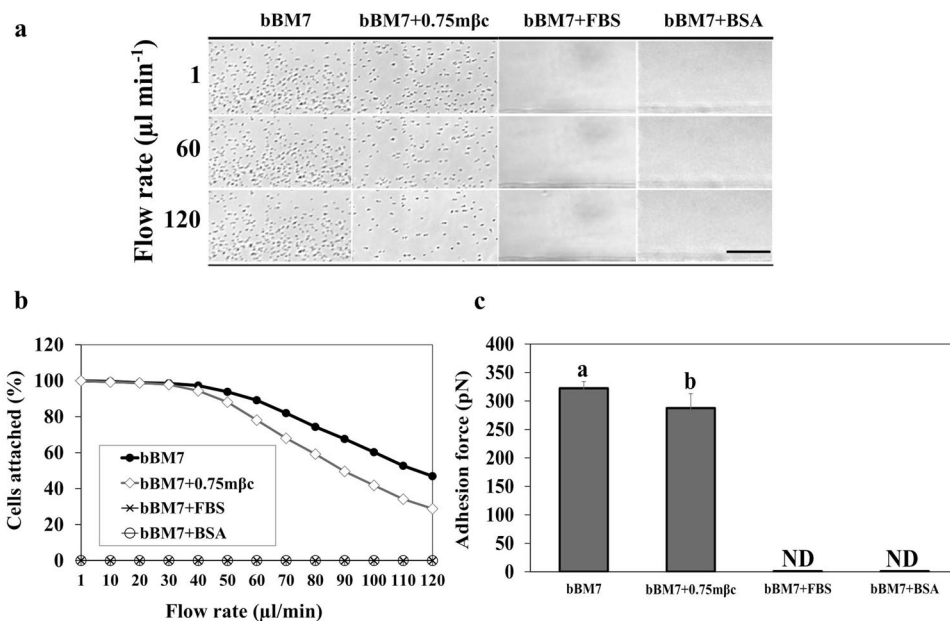 a
bBM7 bBM7+0.75mβc bBM7+FBS bBM7+BSA
Flow rate (µl min⁻¹)
1
60
120
b
120
100
80
60
40
20
0
Cells attached (%)
bBM7
bBM7+0.75mβc
bBM7+FBS
bBM7+BSA
1 10 20 30 40 50 60 70 80 90 100 110 120
Flow rate (µl/min)
c
400
350
300
250
200
150
100
50
0
Adhesion force (pN)
a
b
ND ND
bBM7 bBM7+0.75mβc bBM7+FBS bBM7+BSA